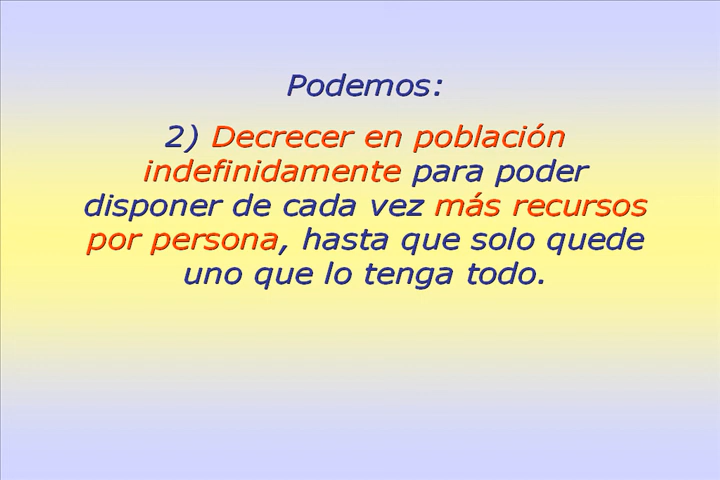 Podemos:
2) Decrecer en población
indefinidamente para poder
disponer de cada vez más recursos
por persona, hasta que solo quede
uno que lo tenga todo.